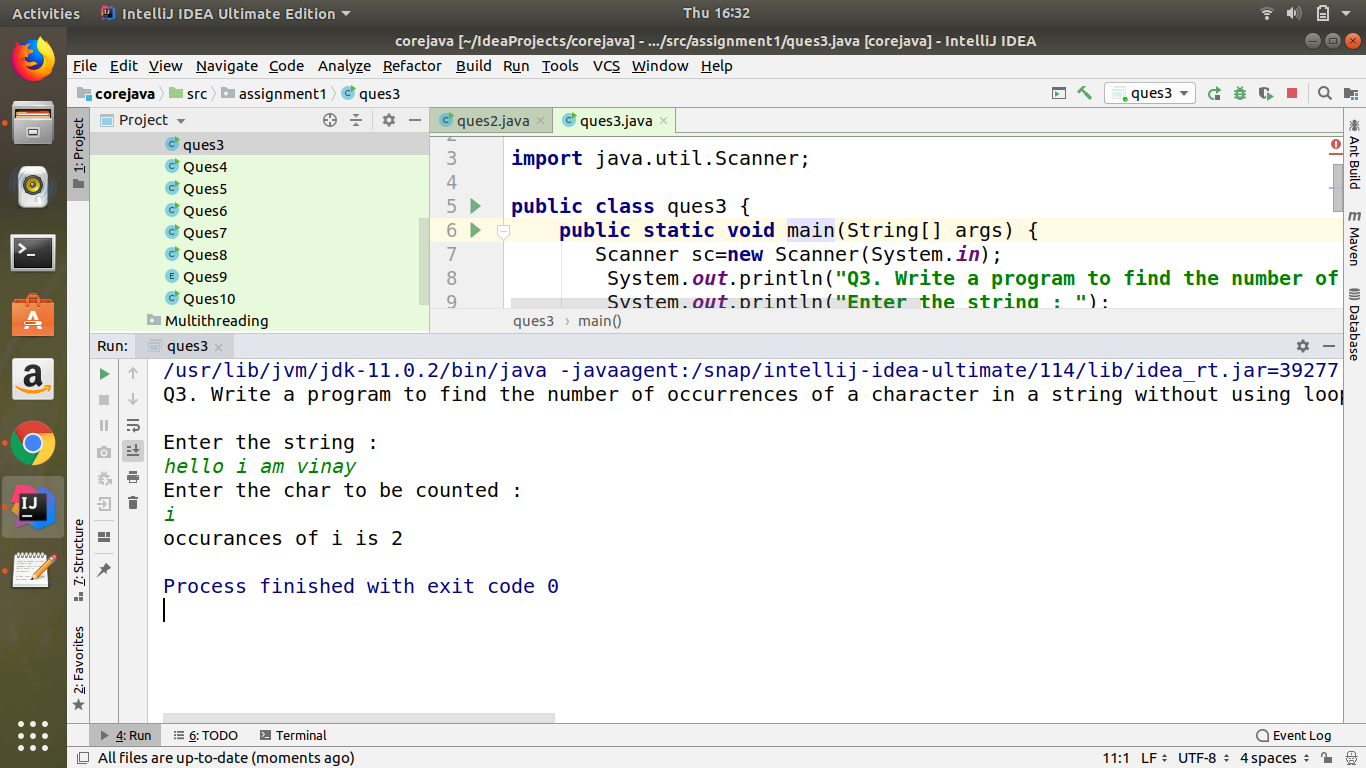 Activities IntelliJ IDEA Ultimate Edition Thu 16:32
corejava [~/IdeaProjects/corejava] - .../src/assignment1/ques3.java [corejava] - IntelliJ IDEA
File Edit View Navigate Code Analyze Refactor Build Run Tools VCS Window Help
corejava src assignment1 ques3 ques3
1: Project
Project
ques3
Ques4
Ques5
Ques6
Ques7
Ques8
Ques9
Ques10
Multithreading
ques2.java ques3.java
2
3 import java.util.Scanner;
4
5 public class ques3 {
6 public static void main(String[] args) {
7 Scanner sc=new Scanner(System.in);
8 System.out.println("Q3. Write a program to find the number of
9 System.out.println("Enter the string : ");
ques3 › main()
Ant Build
Maven
Database
Run: ques3
/usr/lib/jvm/jdk-11.0.2/bin/java -javaagent:/snap/intellij-idea-ultimate/114/lib/idea_rt.jar=39277
Q3. Write a program to find the number of occurrences of a character in a string without using loop
Enter the string :
hello i am vinay
Enter the char to be counted :
i
occurances of i is 2
Process finished with exit code 0
7: Structure
2: Favorites
4: Run 6: TODO Terminal Event Log
All files are up-to-date (moments ago) 11:1 LF UTF-8 4 spaces